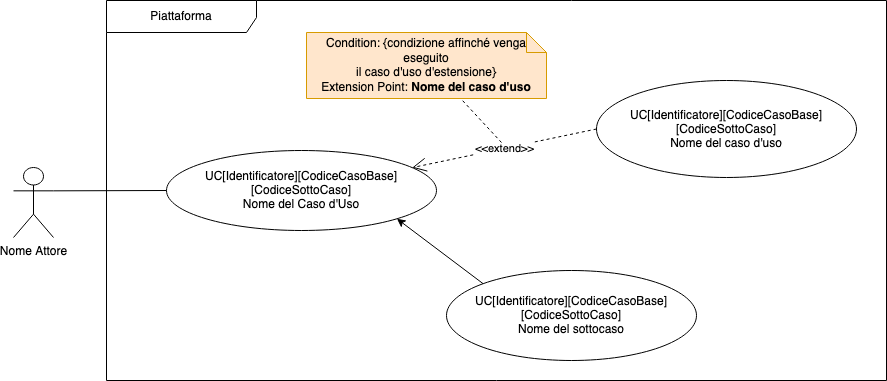 Piattaforma
Condition: {condizione affinché venga
eseguito
il caso d'uso d'estensione}
Extension Point: Nome del caso d'uso
UC[Identificatore][CodiceCasoBase]
[CodiceSottoCaso]
Nome del caso d'uso
<<extend>>
UC[Identificatore][CodiceCasoBase]
[CodiceSottoCaso]
Nome del Caso d'Uso
Nome Attore
UC[Identificatore][CodiceCasoBase]
[CodiceSottoCaso]
Nome del sottocaso